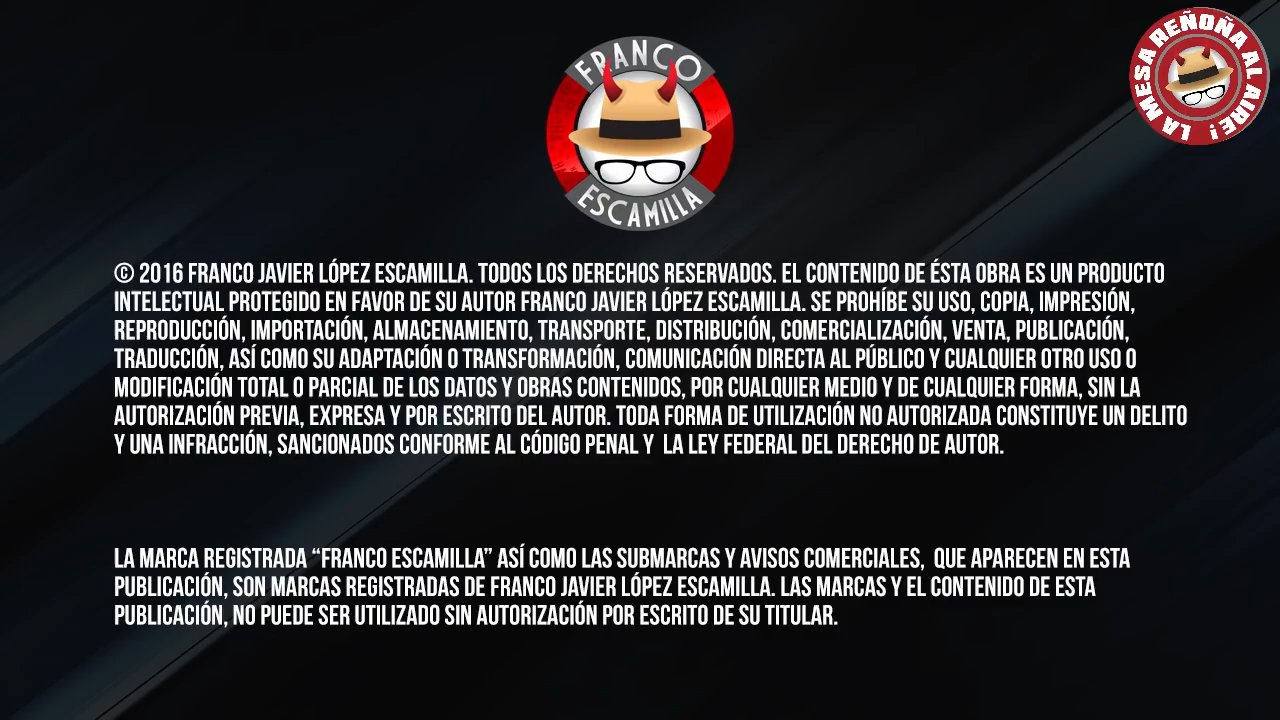 FRANCO
ESCAMILLA
LA MESA REÑOÑA AL AIRE!
© 2016 FRANCO JAVIER LÓPEZ ESCAMILLA. TODOS LOS DERECHOS RESERVADOS. EL CONTENIDO DE ÉSTA OBRA ES UN PRODUCTO
INTELECTUAL PROTEGIDO EN FAVOR DE SU AUTOR FRANCO JAVIER LÓPEZ ESCAMILLA. SE PROHÍBE SU USO, COPIA, IMPRESIÓN,
REPRODUCCIÓN, IMPORTACIÓN, ALMACENAMIENTO, TRANSPORTE, DISTRIBUCIÓN, COMERCIALIZACIÓN, VENTA, PUBLICACIÓN,
TRADUCCIÓN, ASÍ COMO SU ADAPTACIÓN O TRANSFORMACIÓN, COMUNICACIÓN DIRECTA AL PÚBLICO Y CUALQUIER OTRO USO O
MODIFICACIÓN TOTAL O PARCIAL DE LOS DATOS Y OBRAS CONTENIDOS, POR CUALQUIER MEDIO Y DE CUALQUIER FORMA, SIN LA
AUTORIZACIÓN PREVIA, EXPRESA Y POR ESCRITO DEL AUTOR. TODA FORMA DE UTILIZACIÓN NO AUTORIZADA CONSTITUYE UN DELITO
Y UNA INFRACCIÓN, SANCIONADOS CONFORME AL CÓDIGO PENAL Y  LA LEY FEDERAL DEL DERECHO DE AUTOR.
LA MARCA REGISTRADA “FRANCO ESCAMILLA” ASÍ COMO LAS SUBMARCAS Y AVISOS COMERCIALES,  QUE APARECEN EN ESTA
PUBLICACIÓN, SON MARCAS REGISTRADAS DE FRANCO JAVIER LÓPEZ ESCAMILLA. LAS MARCAS Y EL CONTENIDO DE ESTA
PUBLICACIÓN, NO PUEDE SER UTILIZADO SIN AUTORIZACIÓN POR ESCRITO DE SU TITULAR.